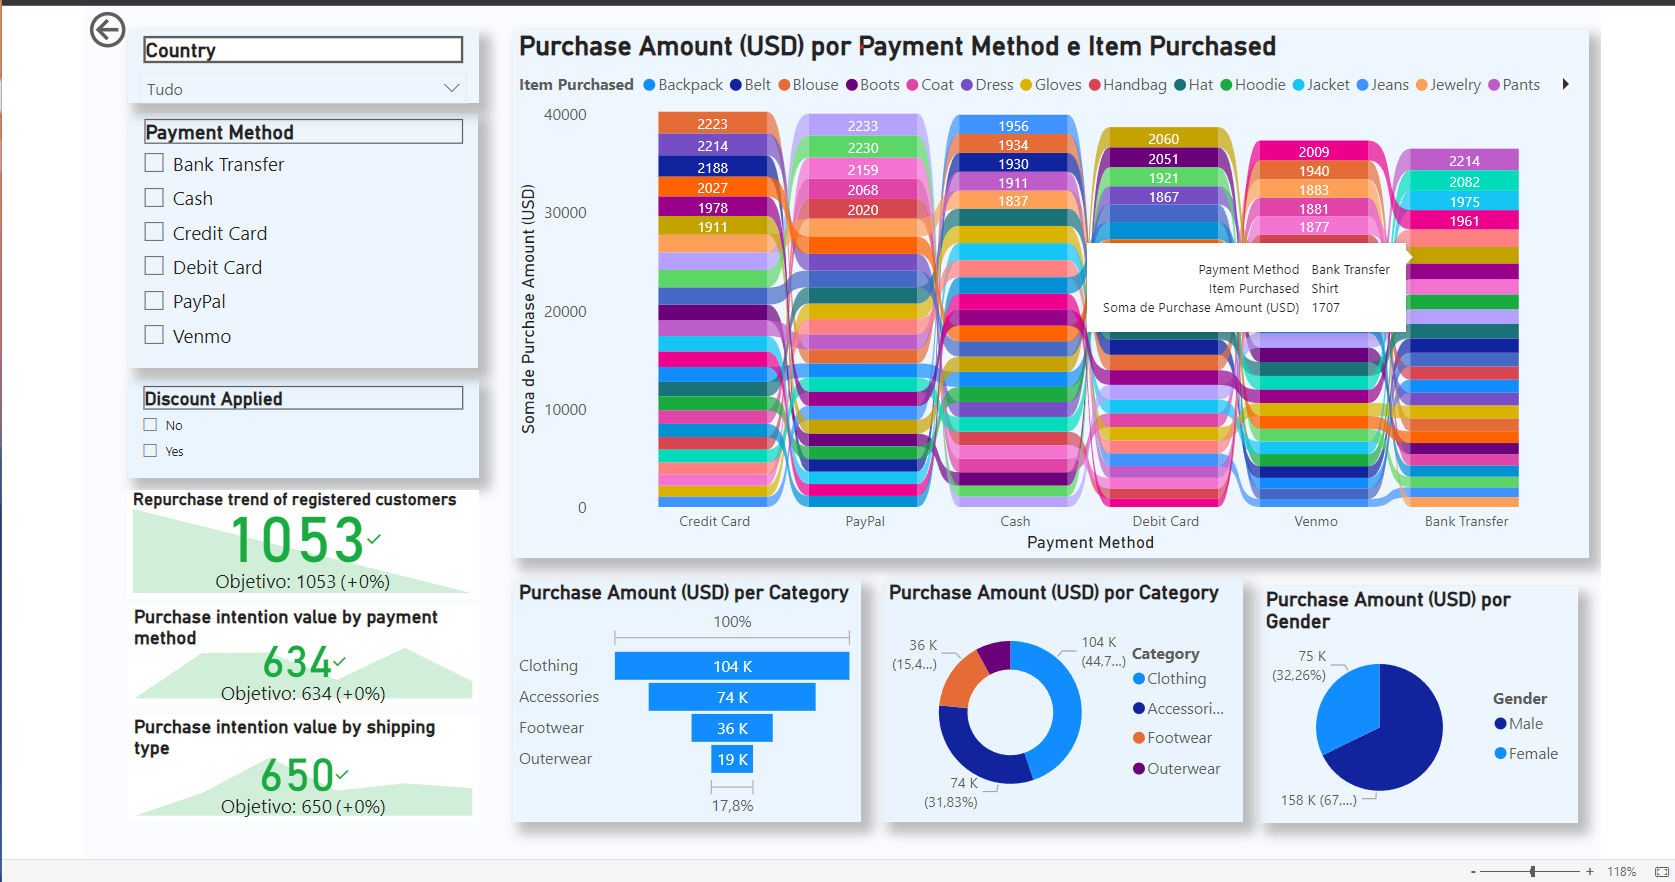 Country
Tudo
Payment Method
Bank Transfer
Cash
Credit Card
Debit Card
PayPal
Venmo
Discount Applied
No
Yes
Repurchase trend of registered customers
1053
Objetivo: 1053 (+0%)
Purchase intention value by payment
method
634
Objetivo: 634 (+0%)
Purchase intention value by shipping
type
650
Objetivo: 650 (+0%)
Purchase Amount (USD) por Payment Method e Item Purchased
Item Purchased Backpack Belt Blouse Boots Coat Dress Gloves Handbag Hat Hoodie Jacket Jeans Jewelry Pants
Soma de Purchase Amount (USD)
40000
30000
20000
10000
0
2223
2214
2188
2027
1978
1911
2233
2230
2159
2068
2020
1956
1934
1930
1911
1837
2060
2051
1921
1867
2009
1940
1883
1881
1877
2214
2082
1975
1961
Payment Method Bank Transfer
Item Purchased Shirt
Soma de Purchase Amount (USD) 1707
Credit Card PayPal Cash Debit Card Venmo Bank Transfer
Payment Method
Purchase Amount (USD) per Category
100%
Clothing 104 K
Accessories 74 K
Footwear 36 K
Outerwear 19 K
17,8%
Purchase Amount (USD) por Category
36 K
(15,4...)
104 K
(44,7...)
74 K
(31,83%)
Category
Clothing
Accessori...
Footwear
Outerwear
Purchase Amount (USD) por
Gender
75 K
(32,26%)
158 K (67,...)
Gender
Male
Female
- + 118%